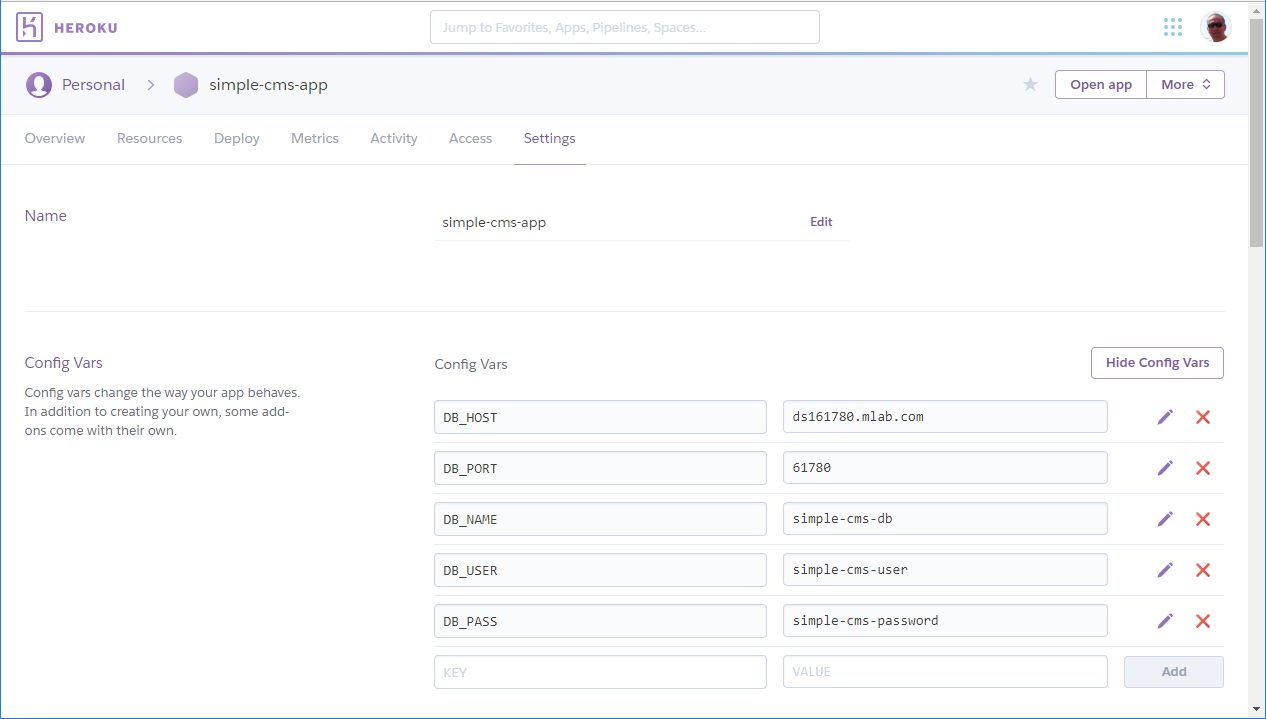 HEROKU
Jump to Favorites, Apps, Pipelines, Spaces...
Personal > simple-cms-app
Open app
More
Overview Resources Deploy Metrics Activity Access Settings
Name
simple-cms-app
Edit
Config Vars
Config vars change the way your app behaves.
In addition to creating your own, some add-
ons come with their own.
Config Vars
Hide Config Vars
DB_HOST ds161780.mlab.com
DB_PORT 61780
DB_NAME simple-cms-db
DB_USER simple-cms-user
DB_PASS simple-cms-password
KEY VALUE Add